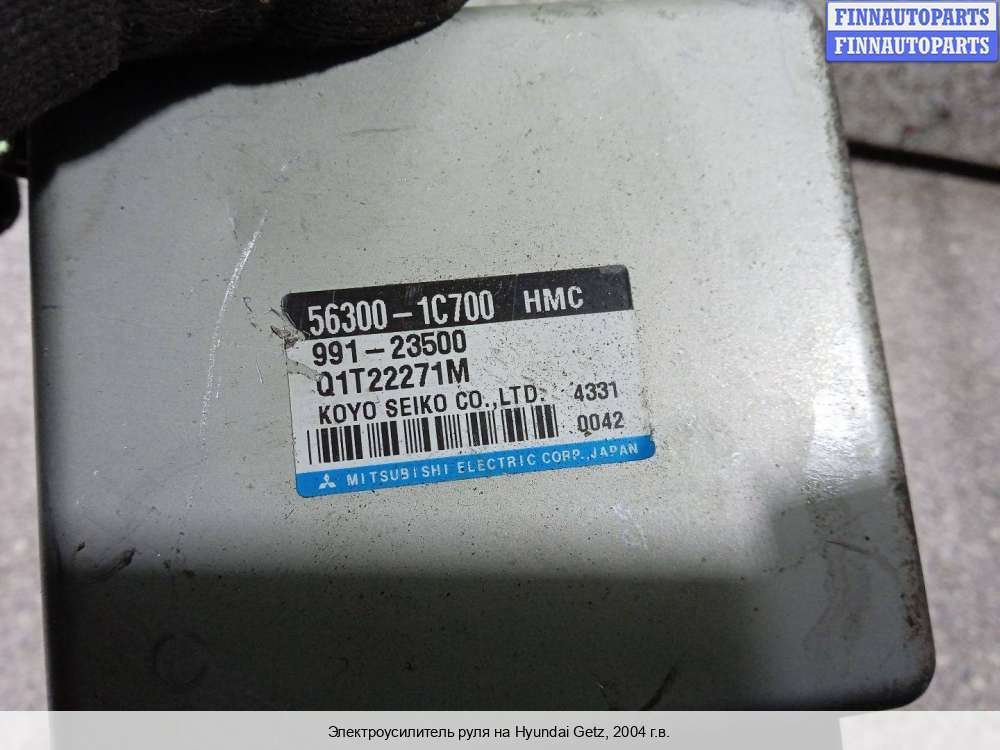 FINNAUTOPARTS
FINNAUTOPARTS
56300-1C700 HMC
991-23500
Q1T22271M
KOYO SEIKO CO.,LTD. 4331
0042
MITSUBISHI ELECTRIC CORP.,JAPAN
Электроусилитель руля на Hyundai Getz, 2004 г.в.